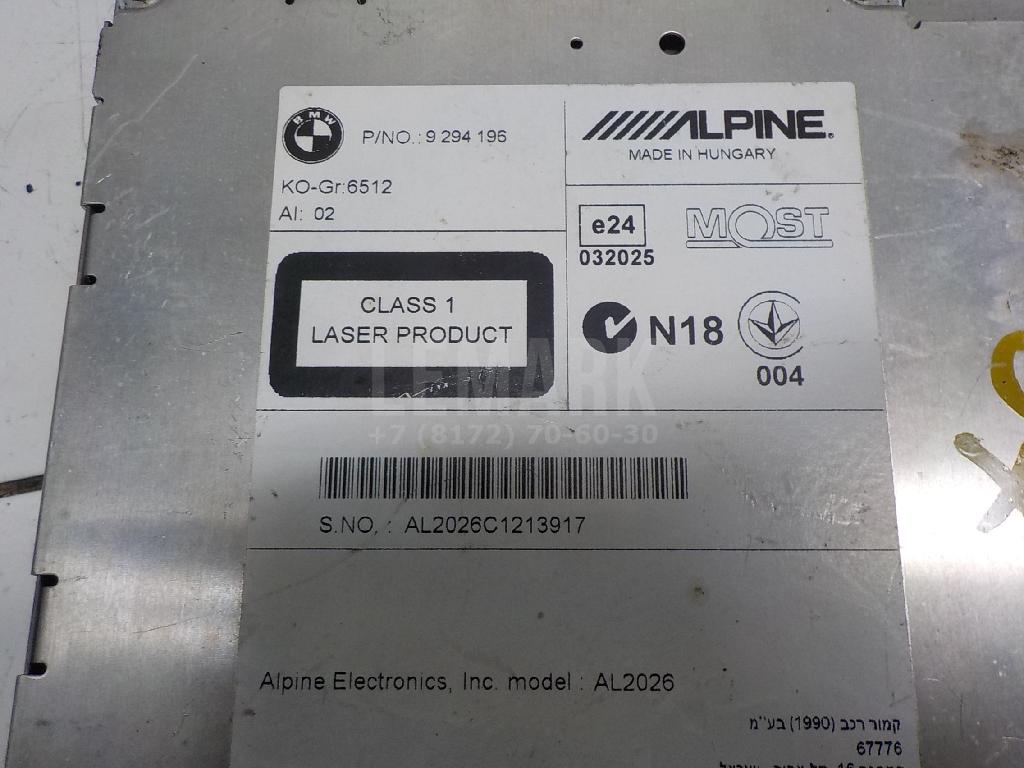 BMW
P/NO.: 9 294 196
KO-Gr:6512
AI: 02
ALPINE®
MADE IN HUNGARY
e24
032025
MOST
N18
004
CLASS 1
LASER PRODUCT
LEMARK
+7 (8172) 70-60-30
S.NO. : AL2026C1213917
Alpine Electronics, Inc. model : AL2026
קמור רכב (1990) בע''מ
67776